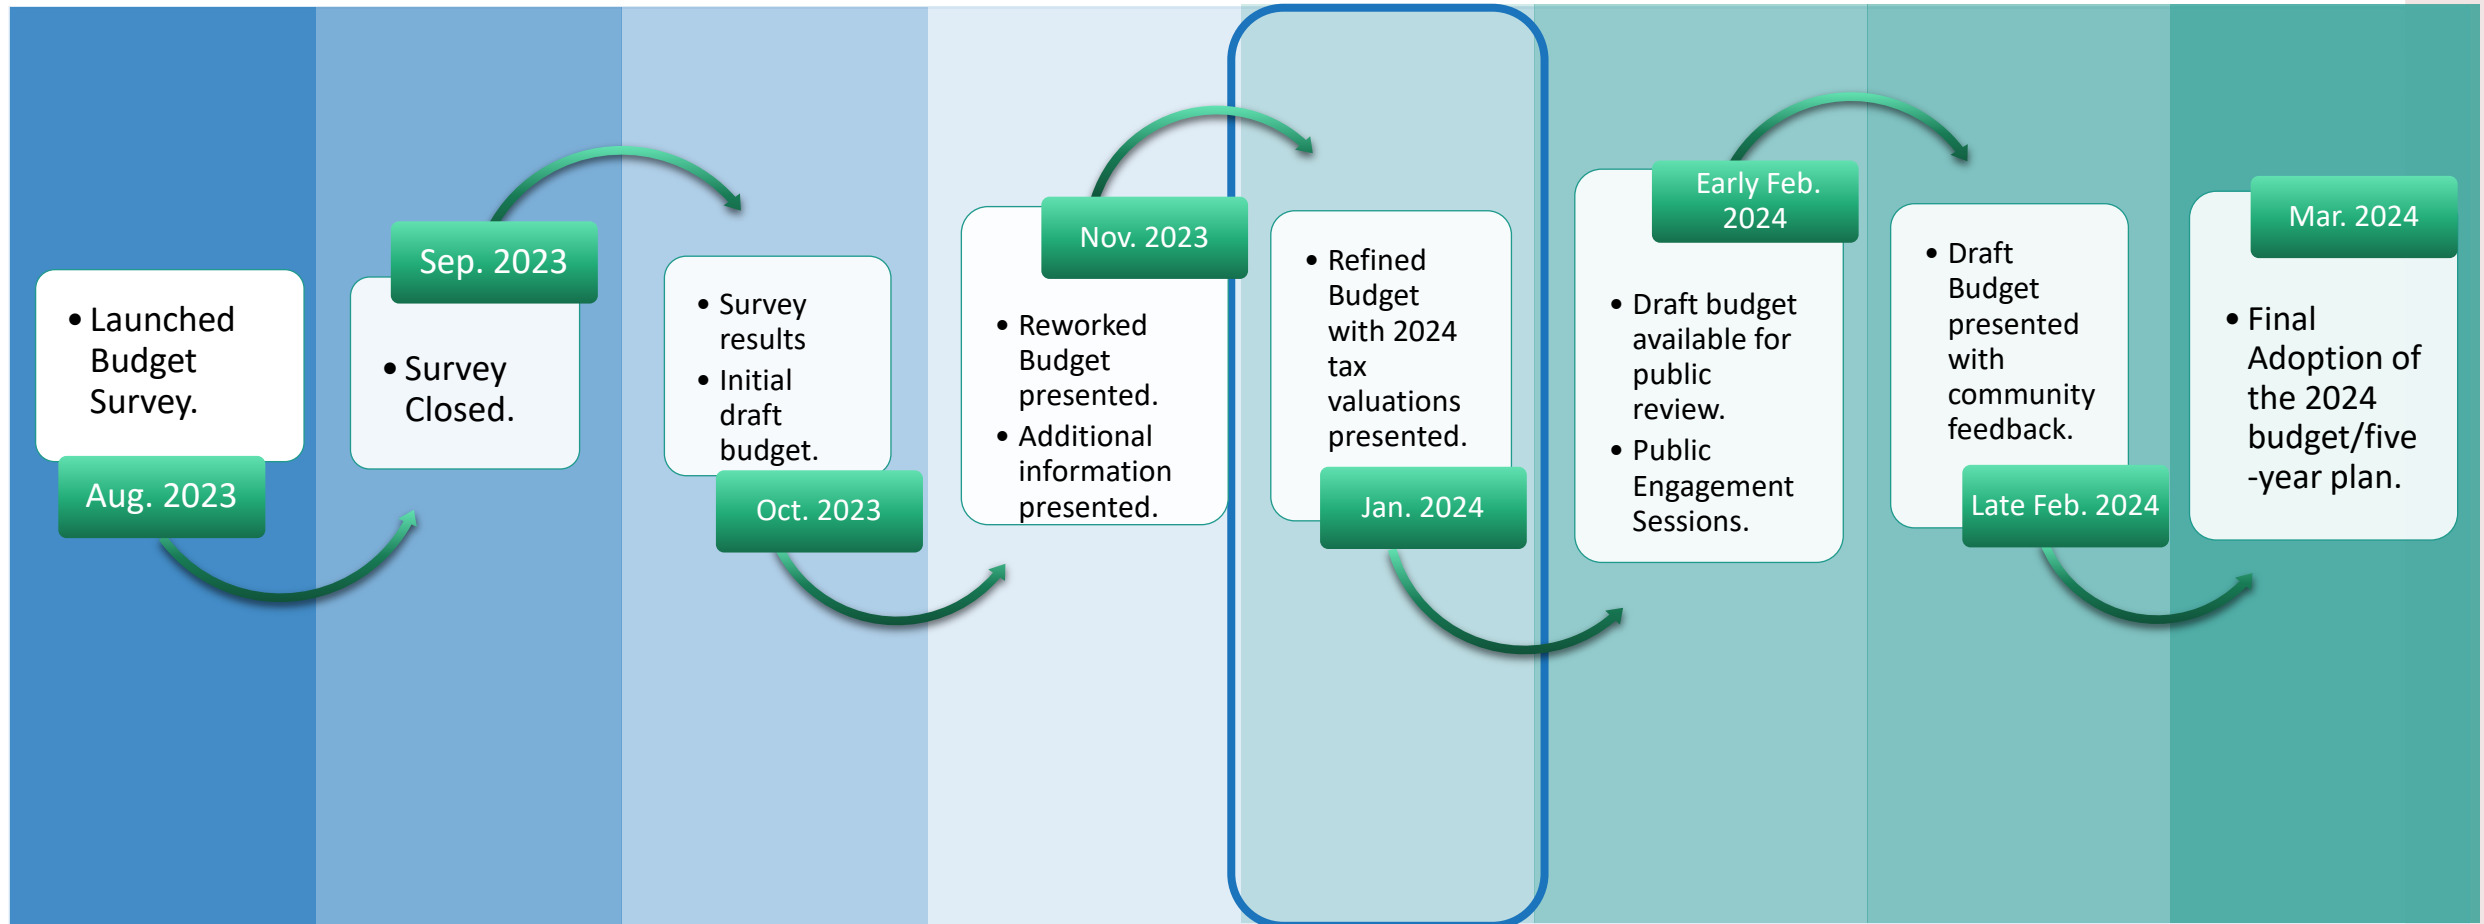 • Launched
Budget
Survey.
Aug. 2023
Sep. 2023
• Survey
Closed.
• Survey
results
• Initial
draft
budget.
Oct. 2023
Nov. 2023
• Reworked
Budget
presented.
• Additional
information
presented.
• Refined
Budget
with 2024
tax
valuations
presented.
Jan. 2024
Early Feb.
2024
• Draft budget
available for
public
review.
• Public
Engagement
Sessions.
• Draft
Budget
presented
with
community
feedback.
Late Feb. 2024
Mar. 2024
• Final
Adoption of
the 2024
budget/five
-year plan.